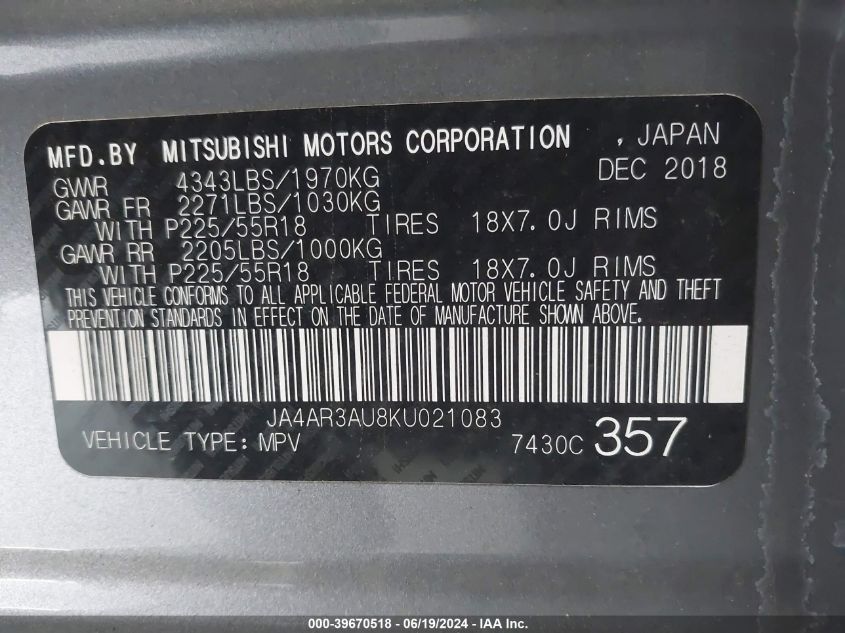 MFD.BY MITSUBISHI MOTORS CORPORATION , JAPAN
GVWR 4343LBS/1970KG DEC 2018
GAWR FR 2271LBS/1030KG
WITH P225/55R18 TIRES 18X7.0J RIMS
GAWR RR 2205LBS/1000KG
WITH P225/55R18 TIRES 18X7.0J RIMS
THIS VEHICLE CONFORMS TO ALL APPLICABLE FEDERAL MOTOR VEHICLE SAFETY AND THEFT
PREVENTION STANDARDS IN EFFECT ON THE DATE OF MANUFACTURE SHOWN ABOVE.
JA4AR3AU8KU021083
VEHICLE TYPE: MPV 7430C 357
000-39670518 - 06/19/2024 - IAA Inc.